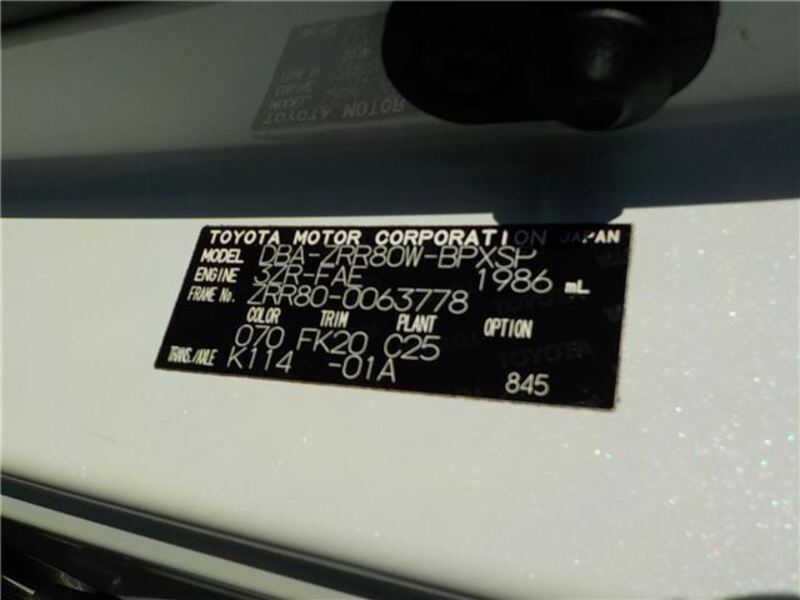 TOYOTA MOTOR CORPORATION JAPAN
MODEL DBA-ZRR80W-BPXSP
ENGINE 3ZR-FAE 1986 mL
FRAME No. ZRR80-0063778
COLOR TRIM PLANT OPTION
070 FK20 C25
TRANS./AXLE K114 -01A 845